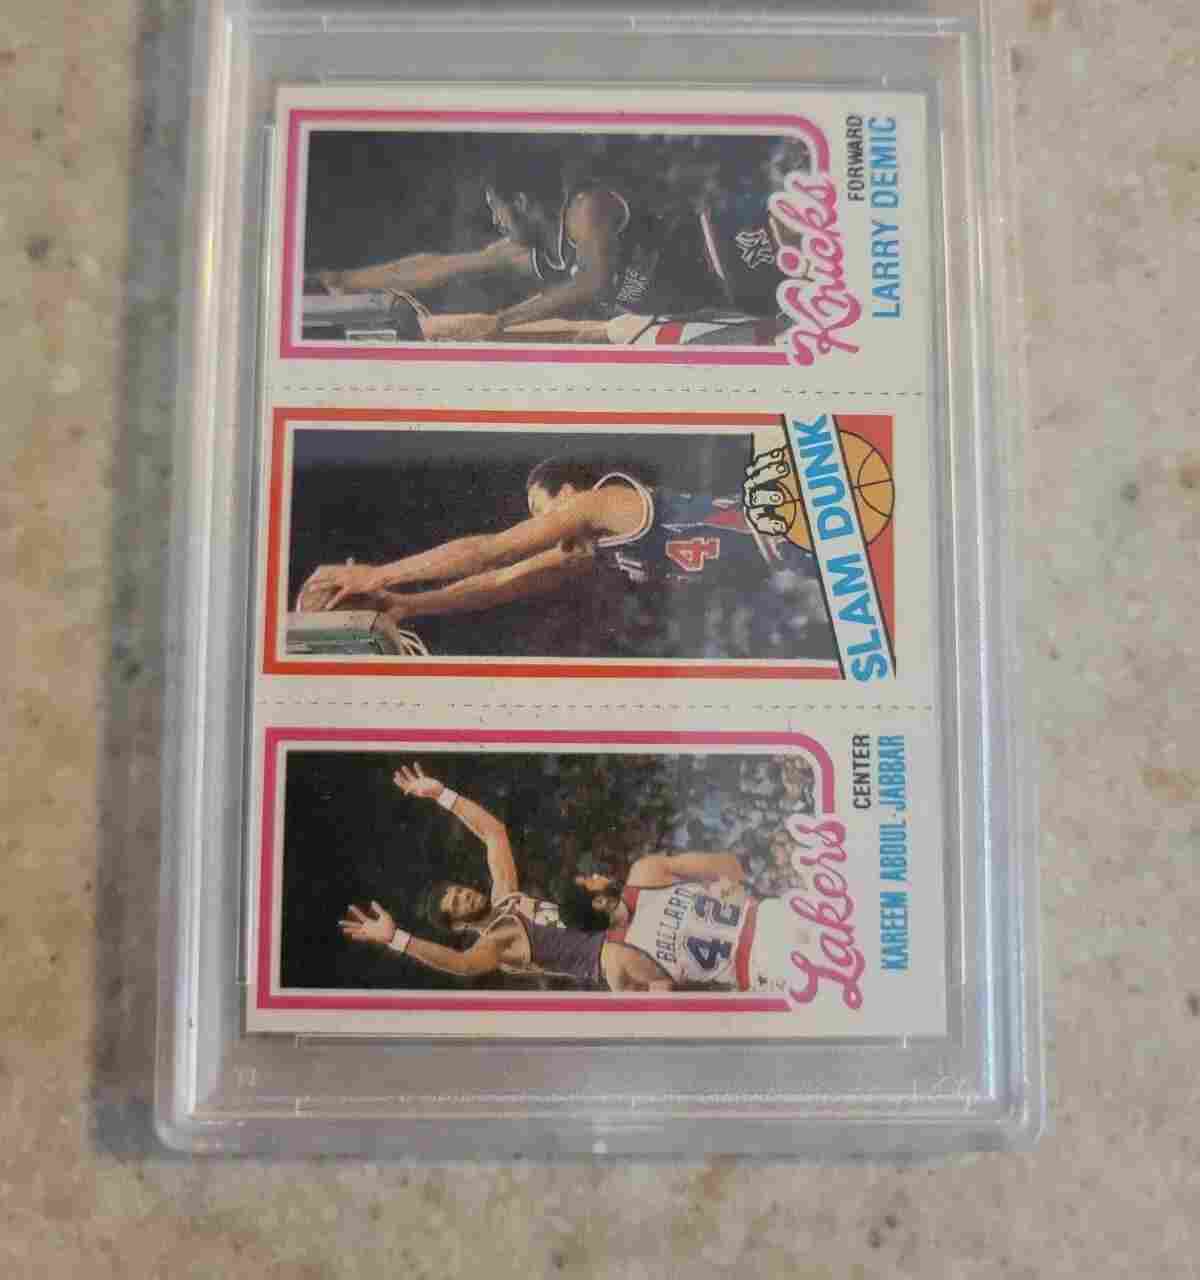 Lakers
CENTER
KAREEM ABDUL-JABBAR
BALLARD
42
4
SLAM DUNK
Knicks
FORWARD
LARRY DEMIC